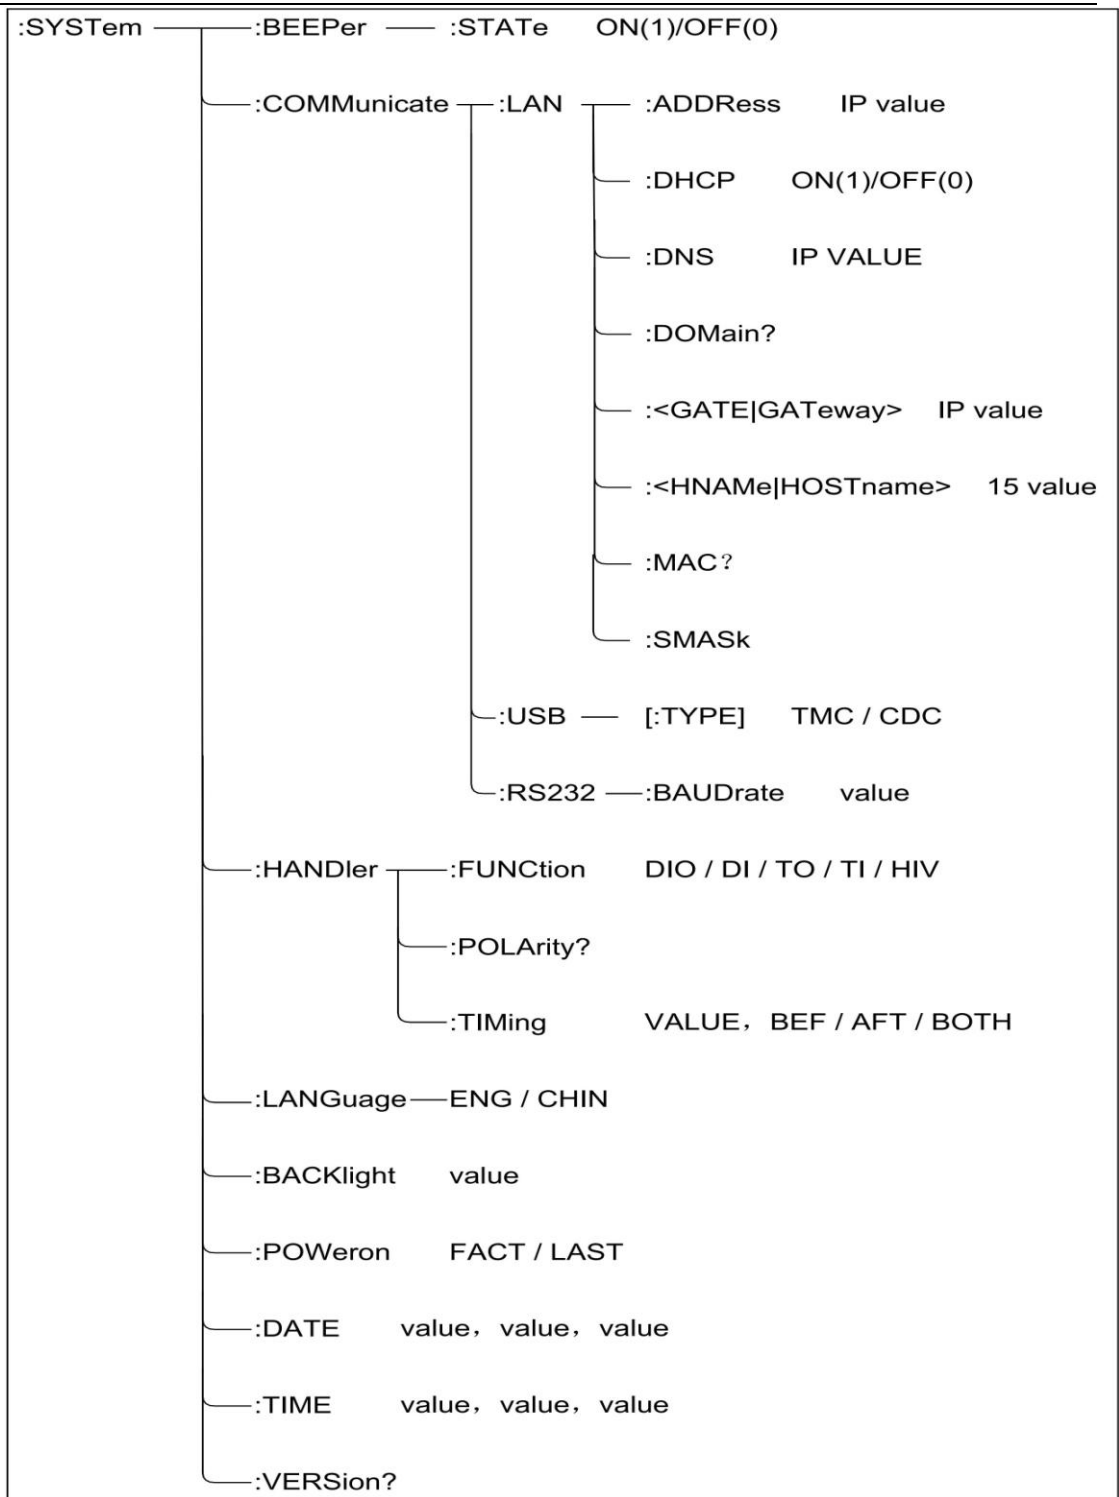 :SYSTem :BEEPer :STATe ON(1)/OFF(0)
:COMMunicate :LAN :ADDRess IP value
:DHCP ON(1)/OFF(0)
:DNS IP VALUE
:DOMain?
:<GATE|GATeway> IP value
:<HNAMe|HOSTname> 15 value
:MAC？
:SMASk
:USB [:TYPE] TMC / CDC
:RS232 :BAUDrate value
:HANDler :FUNCtion DIO / DI / TO / TI / HIV
:POLArity?
:TIMing VALUE， BEF / AFT / BOTH
:LANGuage ENG / CHIN
:BACKlight value
:POWeron FACT / LAST
:DATE value，value，value
:TIME value，value，value
:VERSion?